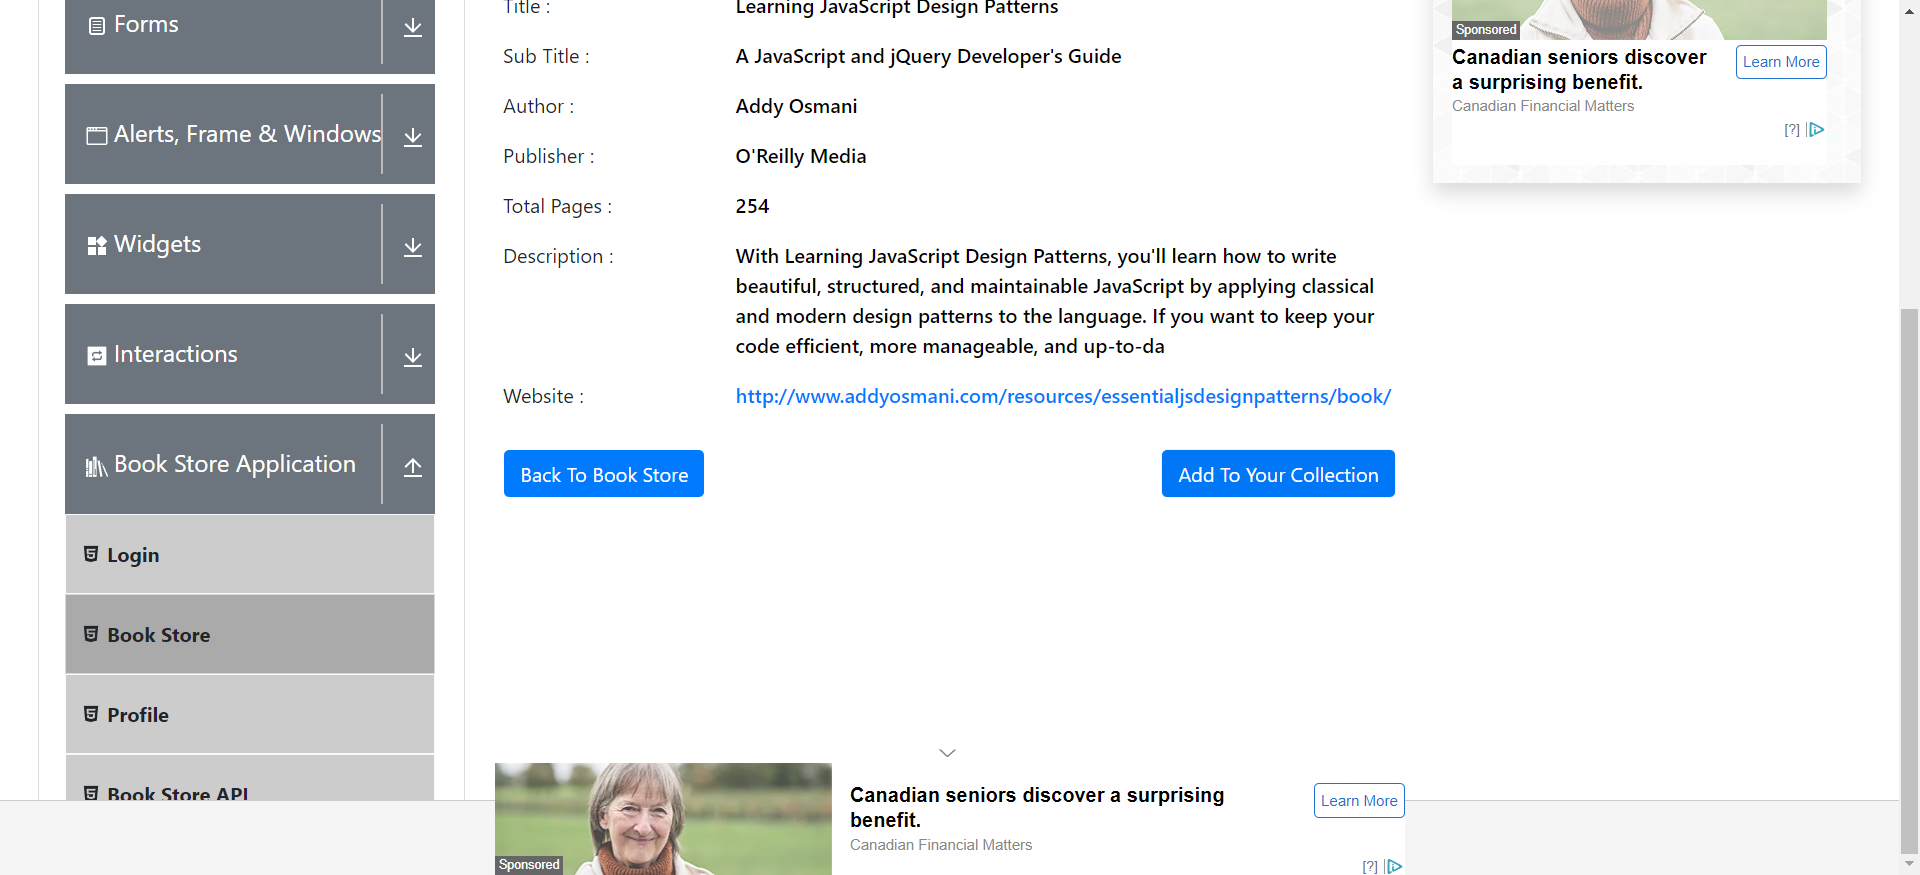 Forms
Alerts, Frame & Windows
Widgets
Interactions
Book Store Application
Login
Book Store
Profile
Book Store API
Title : Learning JavaScript Design Patterns
Sub Title : A JavaScript and jQuery Developer's Guide
Author : Addy Osmani
Publisher : O'Reilly Media
Total Pages : 254
Description : With Learning JavaScript Design Patterns, you'll learn how to write
beautiful, structured, and maintainable JavaScript by applying classical
and modern design patterns to the language. If you want to keep your
code efficient, more manageable, and up-to-da
Website : http://www.addyosmani.com/resources/essentialjsdesignpatterns/book/
Back To Book Store Add To Your Collection
Sponsored
Canadian seniors discover
a surprising benefit.
Learn More
Canadian Financial Matters
[?]
Sponsored
Canadian seniors discover a surprising
benefit.
Learn More
Canadian Financial Matters
[?]